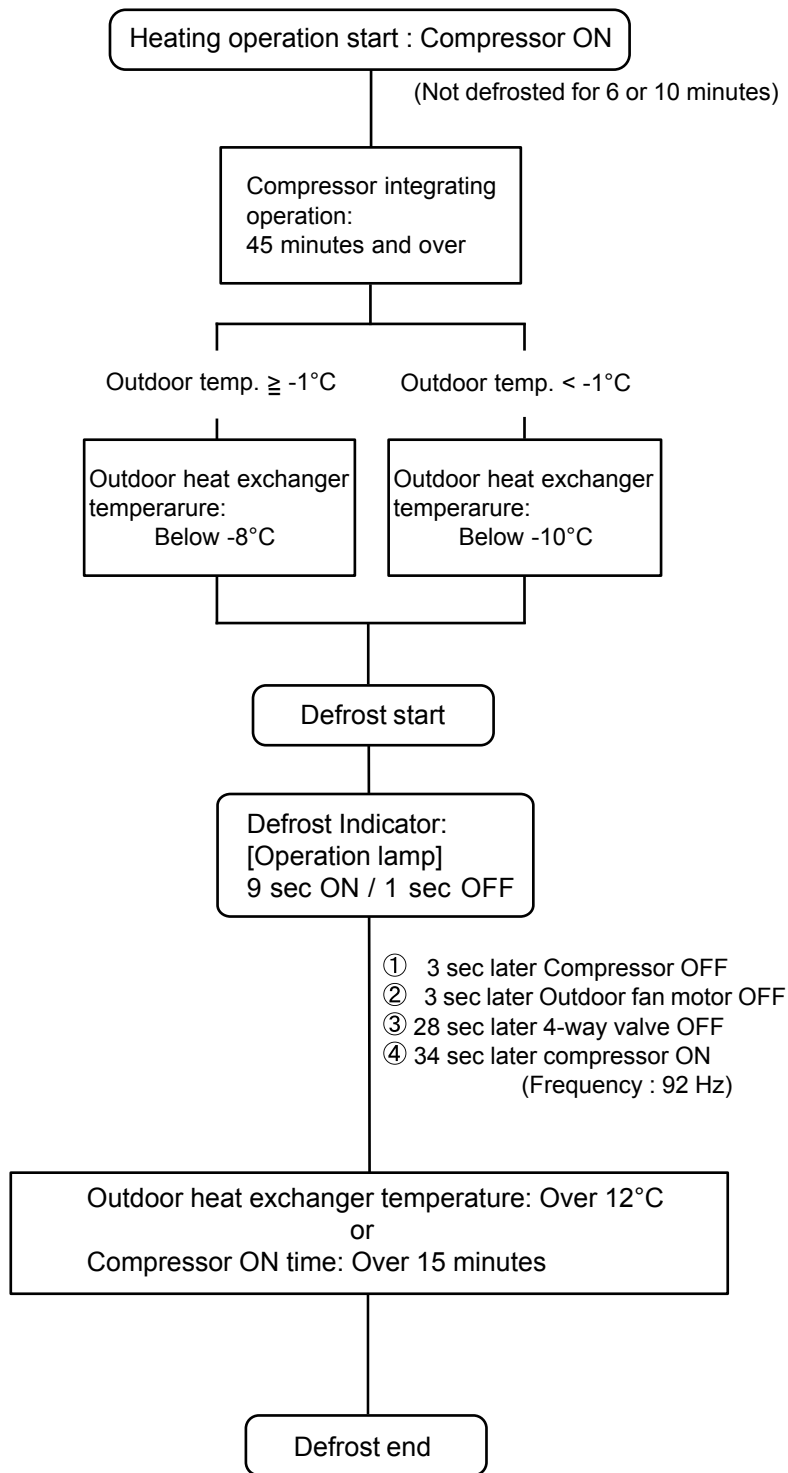 Heating operation start : Compressor ON
(Not defrosted for 6 or 10 minutes)
Compressor integrating
operation:
45 minutes and over
Outdoor temp. ≧ -1°C
Outdoor temp. < -1°C
Outdoor heat exchanger
temperarure:
Below -8°C
Outdoor heat exchanger
temperarure:
Below -10°C
Defrost start
Defrost Indicator:
[Operation lamp]
9 sec ON / 1 sec OFF
① 3 sec later Compressor OFF
② 3 sec later Outdoor fan motor OFF
③ 28 sec later 4-way valve OFF
④ 34 sec later compressor ON
(Frequency : 92 Hz)
Outdoor heat exchanger temperature: Over 12°C
or
Compressor ON time: Over 15 minutes
Defrost end